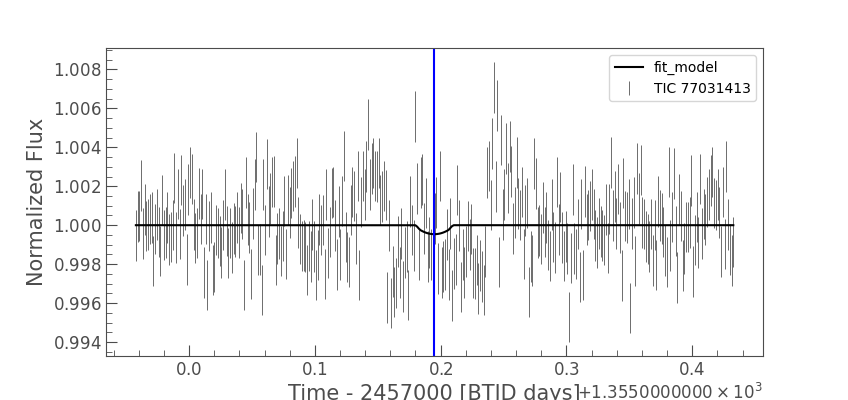 1.008
1.006
1.004
1.002
1.000
0.998
0.996
0.994
Normalized Flux
fit_model
TIC 77031413
0.0 0.1 0.2 0.3 0.4
Time - 2457000 [BTJD days]
+1.3550000000 × 10³